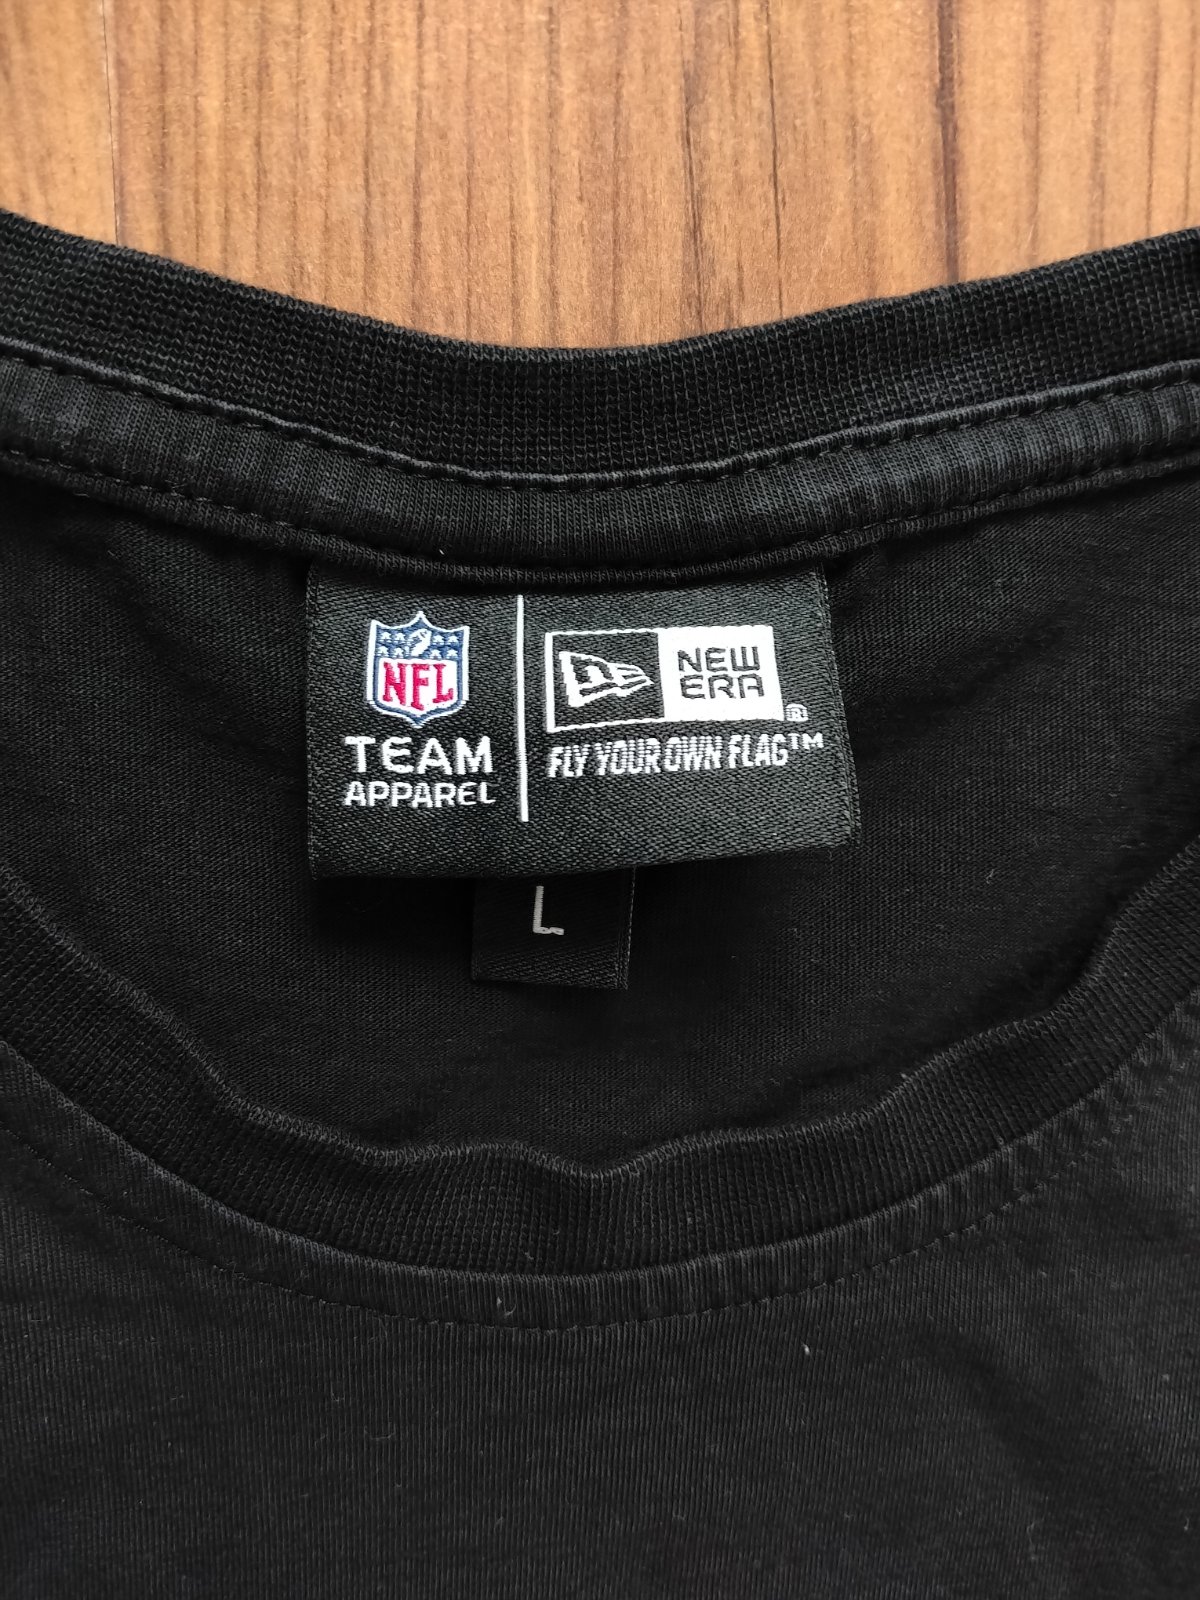 NFL
TEAM
APPAREL
NEW
ERA®
FLY YOUR OWN FLAG™
L